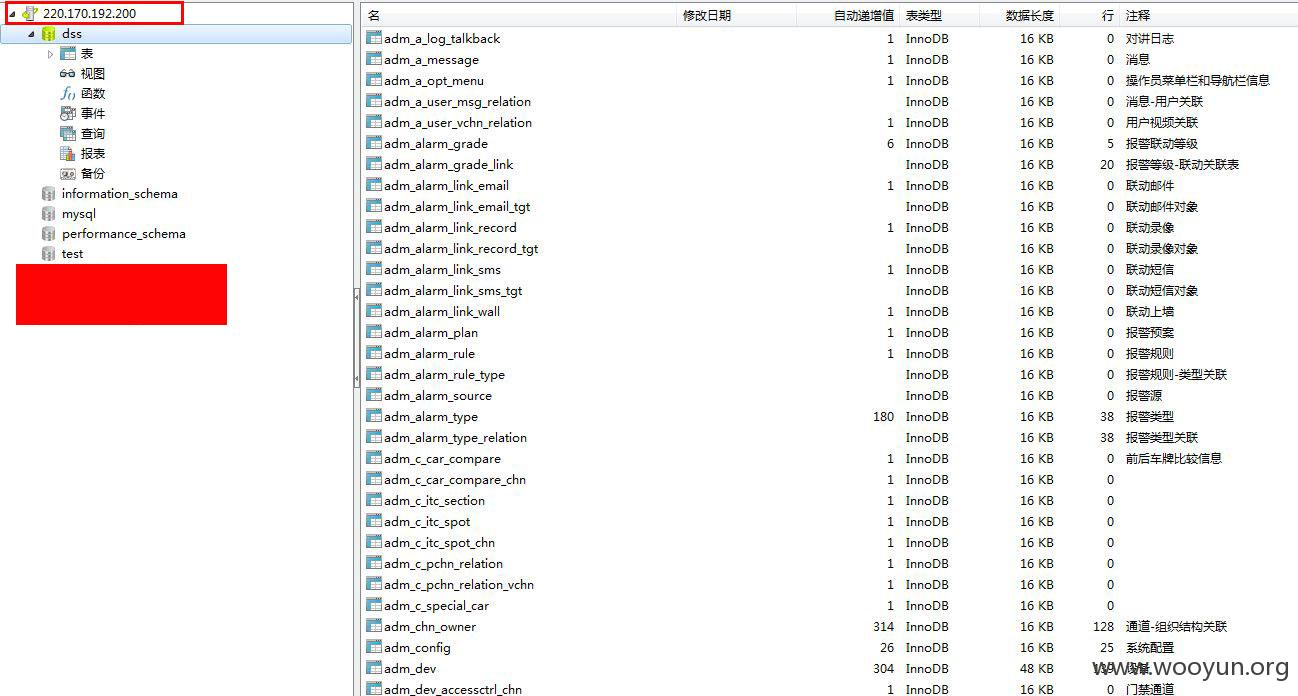 220.170.192.200
dss
表
视图
函数
事件
查询
报表
备份
information_schema
mysql
performance_schema
test
名 修改日期 自动递增值 表类型 数据长度 行 注释
adm_a_log_talkback 1 InnoDB 16 KB 0 对讲日志
adm_a_message 1 InnoDB 16 KB 0 消息
adm_a_opt_menu 1 InnoDB 16 KB 0 操作员菜单栏和导航栏信息
adm_a_user_msg_relation InnoDB 16 KB 0 消息-用户关联
adm_a_user_vchn_relation 1 InnoDB 16 KB 0 用户视频关联
adm_alarm_grade 6 InnoDB 16 KB 5 报警联动等级
adm_alarm_grade_link InnoDB 16 KB 20 报警等级-联动关联表
adm_alarm_link_email 1 InnoDB 16 KB 0 联动邮件
adm_alarm_link_email_tgt InnoDB 16 KB 0 联动邮件对象
adm_alarm_link_record 1 InnoDB 16 KB 0 联动录像
adm_alarm_link_record_tgt InnoDB 16 KB 0 联动录像对象
adm_alarm_link_sms 1 InnoDB 16 KB 0 联动短信
adm_alarm_link_sms_tgt InnoDB 16 KB 0 联动短信对象
adm_alarm_link_wall 1 InnoDB 16 KB 0 联动上墙
adm_alarm_plan 1 InnoDB 16 KB 0 报警预案
adm_alarm_rule 1 InnoDB 16 KB 0 报警规则
adm_alarm_rule_type InnoDB 16 KB 0 报警规则-类型关联
adm_alarm_source InnoDB 16 KB 0 报警源
adm_alarm_type 180 InnoDB 16 KB 38 报警类型
adm_alarm_type_relation InnoDB 16 KB 38 报警类型关联
adm_c_car_compare 1 InnoDB 16 KB 0 前后车牌比较信息
adm_c_car_compare_chn 1 InnoDB 16 KB 0
adm_c_itc_section 1 InnoDB 16 KB 0
adm_c_itc_spot 1 InnoDB 16 KB 0
adm_c_itc_spot_chn 1 InnoDB 16 KB 0
adm_c_pchn_relation 1 InnoDB 16 KB 0
adm_c_pchn_relation_vchn 1 InnoDB 16 KB 0
adm_c_special_car 1 InnoDB 16 KB 0
adm_chn_owner 314 InnoDB 16 KB 128 通道-组织结构关联
adm_config 26 InnoDB 16 KB 25 系统配置
adm_dev 304 InnoDB 48 KB
www.wooyun.org
adm_dev_accessctrl_chn 1 InnoDB 16 KB 0 门禁通道